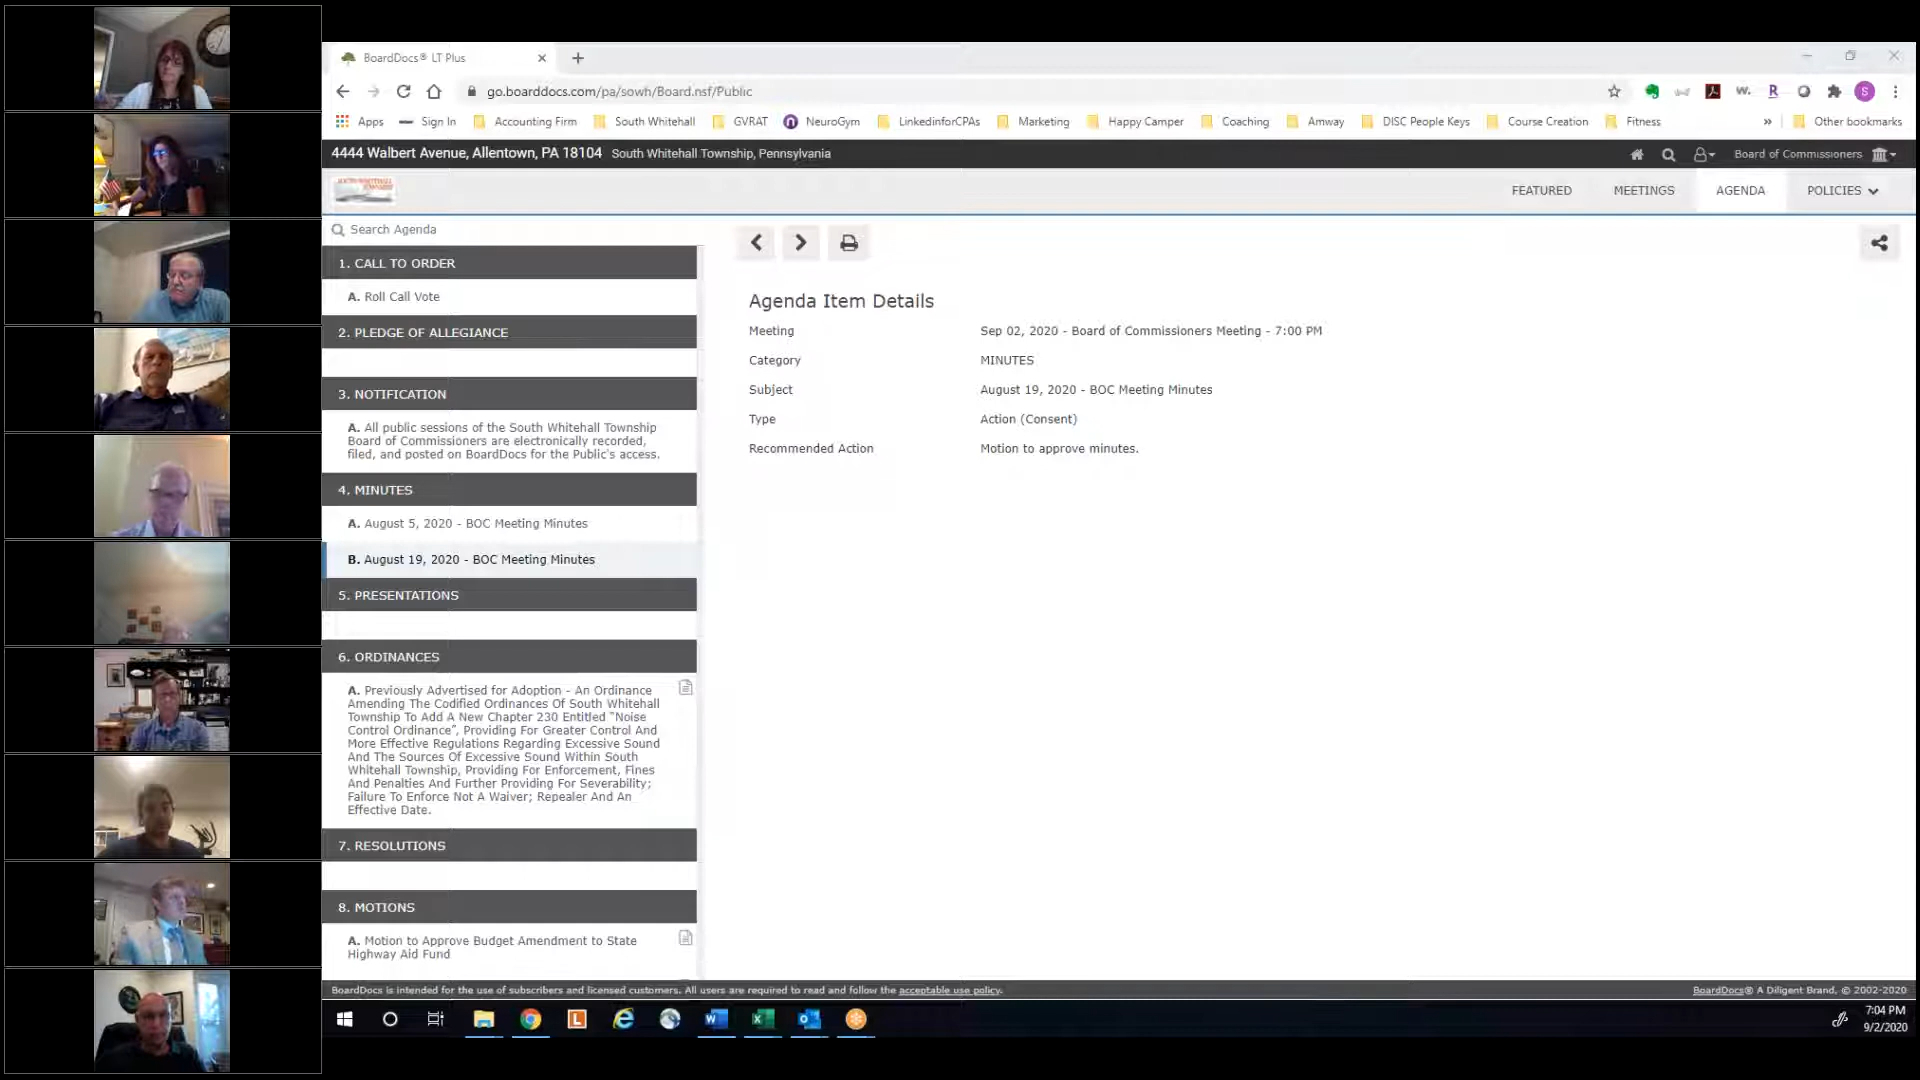 BoardDocs® LT Plus
go.boarddocs.com/pa/sowh/Board.nsf/Public
Apps Sign In Accounting Firm South Whitehall GVRAT NeuroGym LinkedinforCPAs Marketing Happy Camper Coaching Amway DISC People Keys Course Creation Fitness » Other bookmarks
4444 Walbert Avenue, Allentown, PA 18104 South Whitehall Township, Pennsylvania Board of Commissioners
SOUTH WHITEHALL
TOWNSHIP
FEATURED MEETINGS AGENDA POLICIES
Search Agenda
1. CALL TO ORDER
A. Roll Call Vote
2. PLEDGE OF ALLEGIANCE
3. NOTIFICATION
A. All public sessions of the South Whitehall Township
Board of Commissioners are electronically recorded,
filed, and posted on BoardDocs for the Public's access.
4. MINUTES
A. August 5, 2020 - BOC Meeting Minutes
B. August 19, 2020 - BOC Meeting Minutes
5. PRESENTATIONS
6. ORDINANCES
A. Previously Advertised for Adoption - An Ordinance
Amending The Codified Ordinances Of South Whitehall
Township To Add A New Chapter 230 Entitled "Noise
Control Ordinance", Providing For Greater Control And
More Effective Regulations Regarding Excessive Sound
And The Sources Of Excessive Sound Within South
Whitehall Township, Providing For Enforcement, Fines
And Penalties And Further Providing For Severability;
Failure To Enforce Not A Waiver; Repealer And An
Effective Date.
7. RESOLUTIONS
8. MOTIONS
A. Motion to Approve Budget Amendment to State
Highway Aid Fund
Agenda Item Details
Meeting Sep 02, 2020 - Board of Commissioners Meeting - 7:00 PM
Category MINUTES
Subject August 19, 2020 - BOC Meeting Minutes
Type Action (Consent)
Recommended Action Motion to approve minutes.
BoardDocs is intended for the use of subscribers and licensed customers. All users are required to read and follow the acceptable use policy.
BoardDocs® A Diligent Brand, © 2002-2020
7:04 PM
9/2/2020